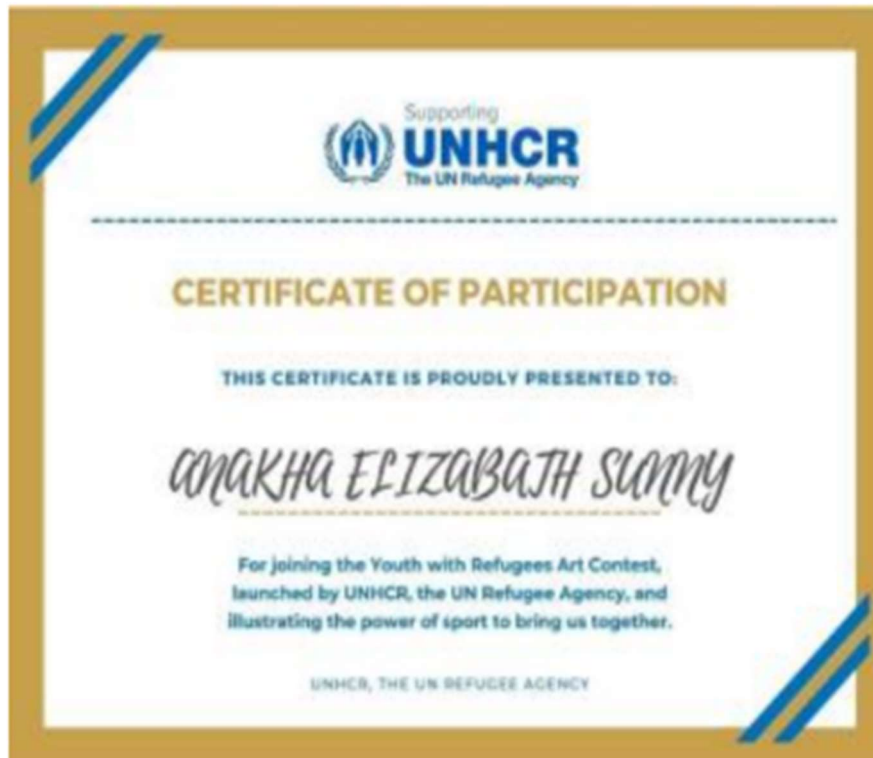 Supporting
UNHCR
The UN Refugee Agency
CERTIFICATE OF PARTICIPATION
THIS CERTIFICATE IS PROUDLY PRESENTED TO:
ANAKHA ELIZABATH SUNNY
For joining the Youth with Refugees Art Contest,
launched by UNHCR, the UN Refugee Agency, and
illustrating the power of sport to bring us together.
UNHCR, THE UN REFUGEE AGENCY